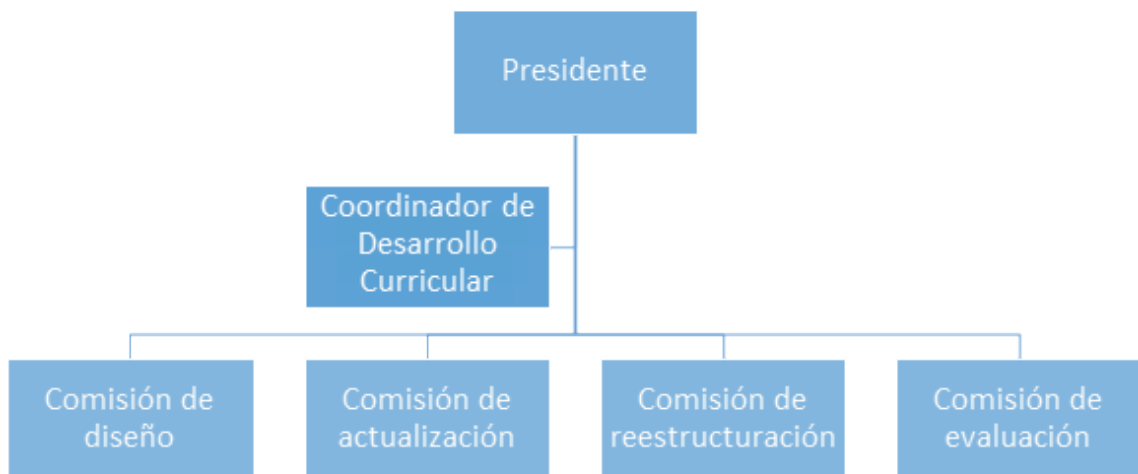 Presidente
Coordinador de
Desarrollo
Curricular
Comisión de
diseño
Comisión de
actualización
Comisión de
reestructuración
Comisión de
evaluación